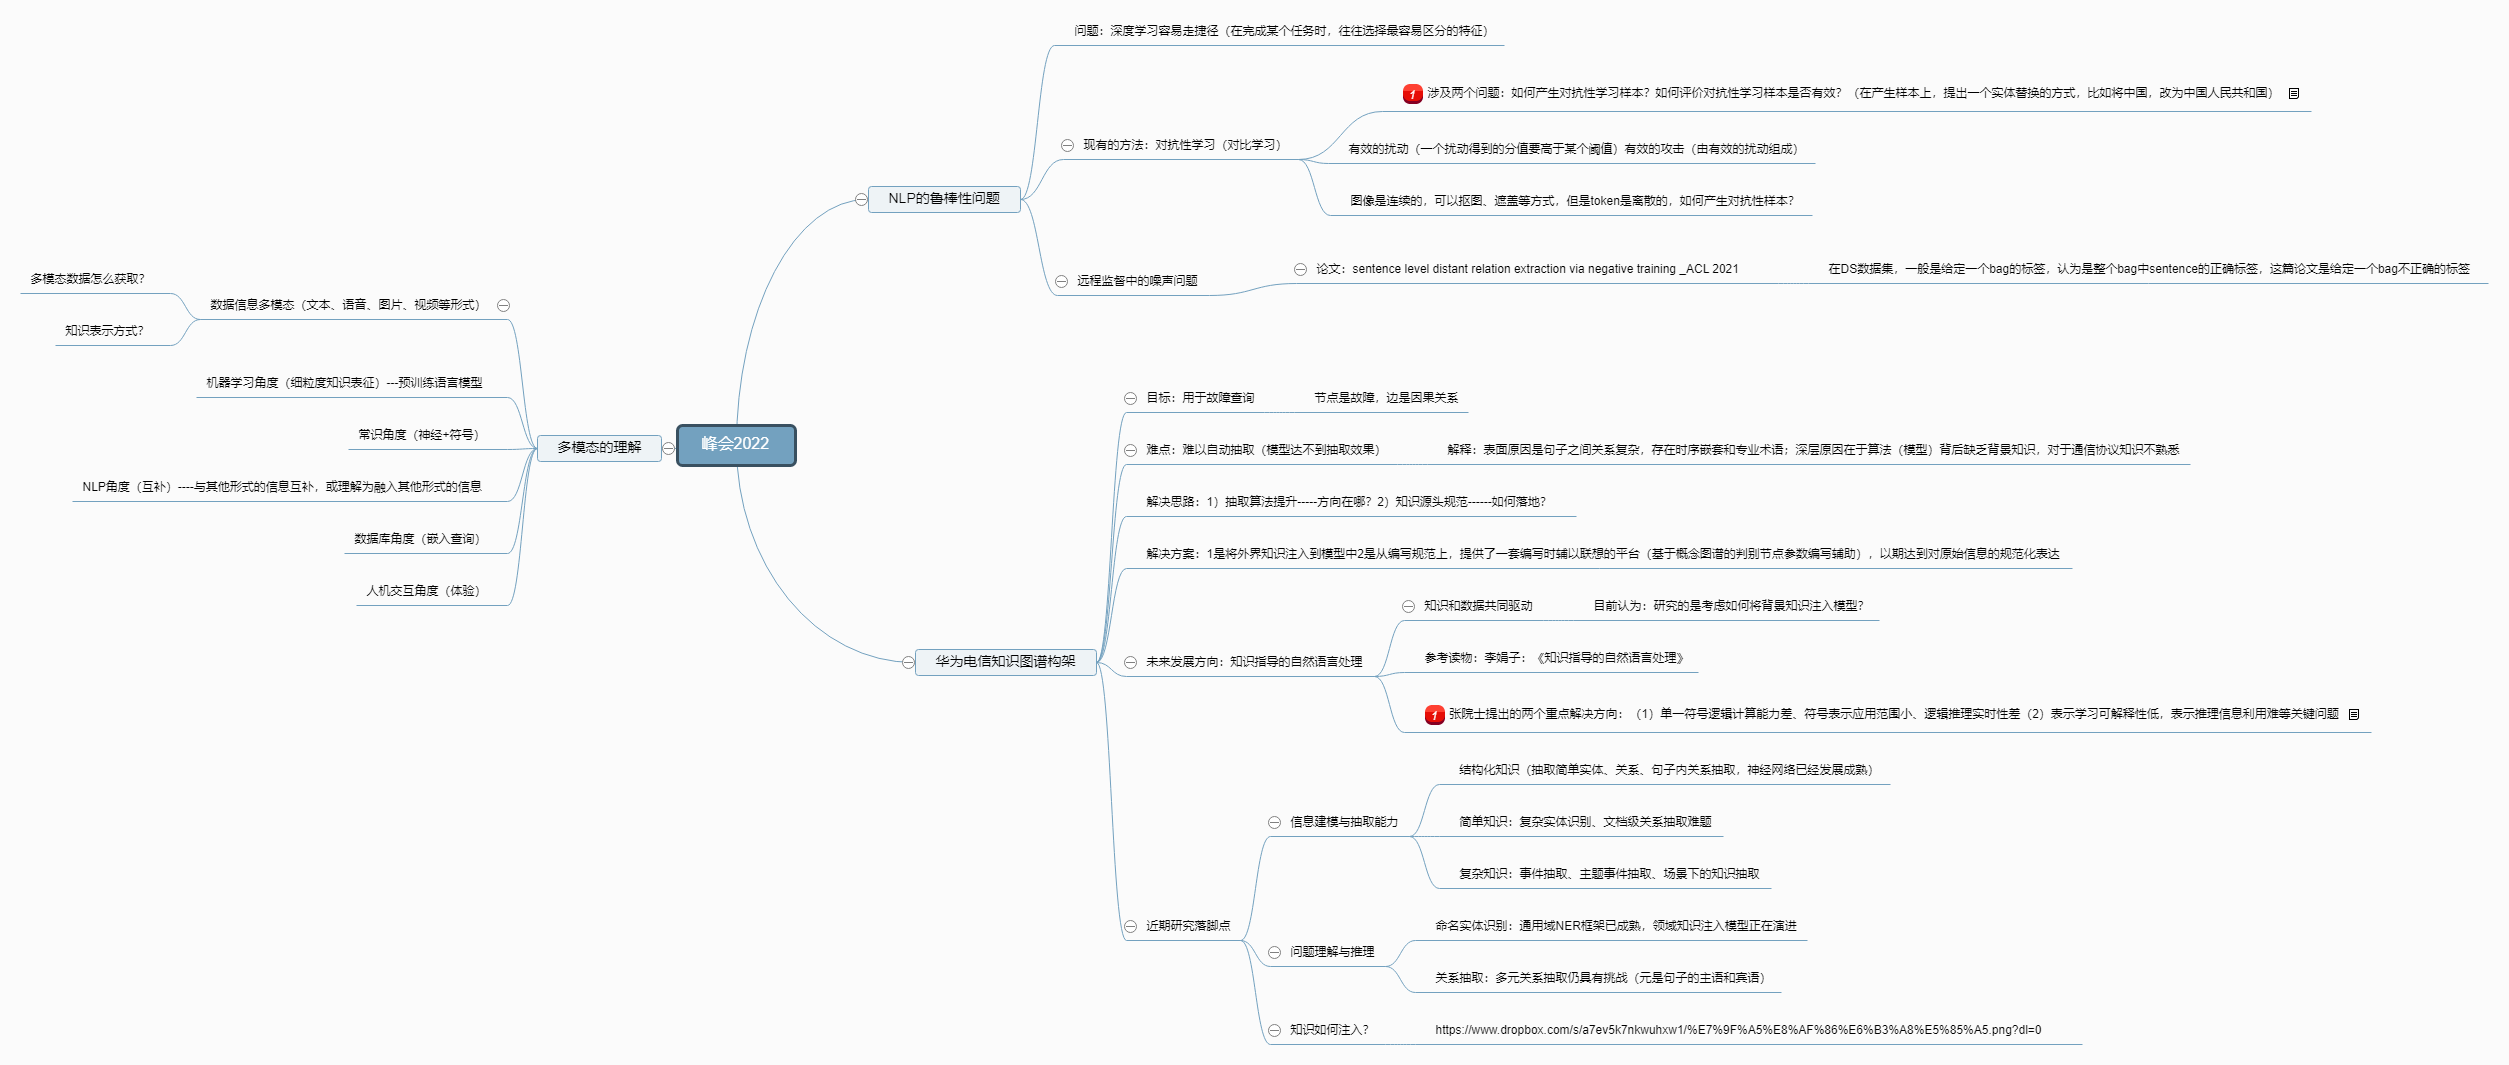 峰会2022
NLP的鲁棒性问题
问题：深度学习容易走捷径（在完成某个任务时，往往选择最容易区分的特征）
现有的方法：对抗性学习（对比学习）
1
涉及两个问题：如何产生对抗性学习样本？如何评价对抗性学习样本是否有效？（在产生样本上，提出一个实体替换的方式，比如将中国，改为中国人民共和国）
有效的扰动（一个扰动得到的分值要高于某个阈值）有效的攻击（由有效的扰动组成）
图像是连续的，可以抠图、遮盖等方式，但是token是离散的，如何产生对抗性样本？
远程监督中的噪声问题
论文：sentence level distant relation extraction via negative training _ACL 2021
在DS数据集，一般是给定一个bag的标签，认为是整个bag中sentence的正确标签，这篇论文是给定一个bag不正确的标签
华为电信知识图谱构架
目标：用于故障查询
节点是故障，边是因果关系
难点：难以自动抽取（模型达不到抽取效果）
解释：表面原因是句子之间关系复杂，存在时序嵌套和专业术语；深层原因在于算法（模型）背后缺乏背景知识，对于通信协议知识不熟悉
解决思路：1）抽取算法提升-----方向在哪？2）知识源头规范------如何落地？
解决方案：1是将外界知识注入到模型中2是从编写规范上，提供了一套编写时辅以联想的平台（基于概念图谱的判别节点参数编写辅助），以期达到对原始信息的规范化表达
未来发展方向：知识指导的自然语言处理
知识和数据共同驱动
目前认为：研究的是考虑如何将背景知识注入模型？
参考读物：李娟子：《知识指导的自然语言处理》
1
张院士提出的两个重点解决方向：（1）单一符号逻辑计算能力差、符号表示应用范围小、逻辑推理实时性差（2）表示学习可解释性低，表示推理信息利用难等关键问题
近期研究落脚点
信息建模与抽取能力
结构化知识（抽取简单实体、关系、句子内关系抽取，神经网络已经发展成熟）
简单知识：复杂实体识别、文档级关系抽取难题
复杂知识：事件抽取、主题事件抽取、场景下的知识抽取
问题理解与推理
命名实体识别：通用域NER框架已成熟，领域知识注入模型正在演进
关系抽取：多元关系抽取仍具有挑战（元是句子的主语和宾语）
知识如何注入？
https://www.dropbox.com/s/a7ev5k7nkwuhxw1/%E7%9F%A5%E8%AF%86%E6%B3%A8%E5%85%A5.png?dl=0
多模态的理解
数据信息多模态（文本、语音、图片、视频等形式）
多模态数据怎么获取？
知识表示方式？
机器学习角度（细粒度知识表征）---预训练语言模型
常识角度（神经+符号）
NLP角度（互补）----与其他形式的信息互补，或理解为融入其他形式的信息
数据库角度（嵌入查询）
人机交互角度（体验）